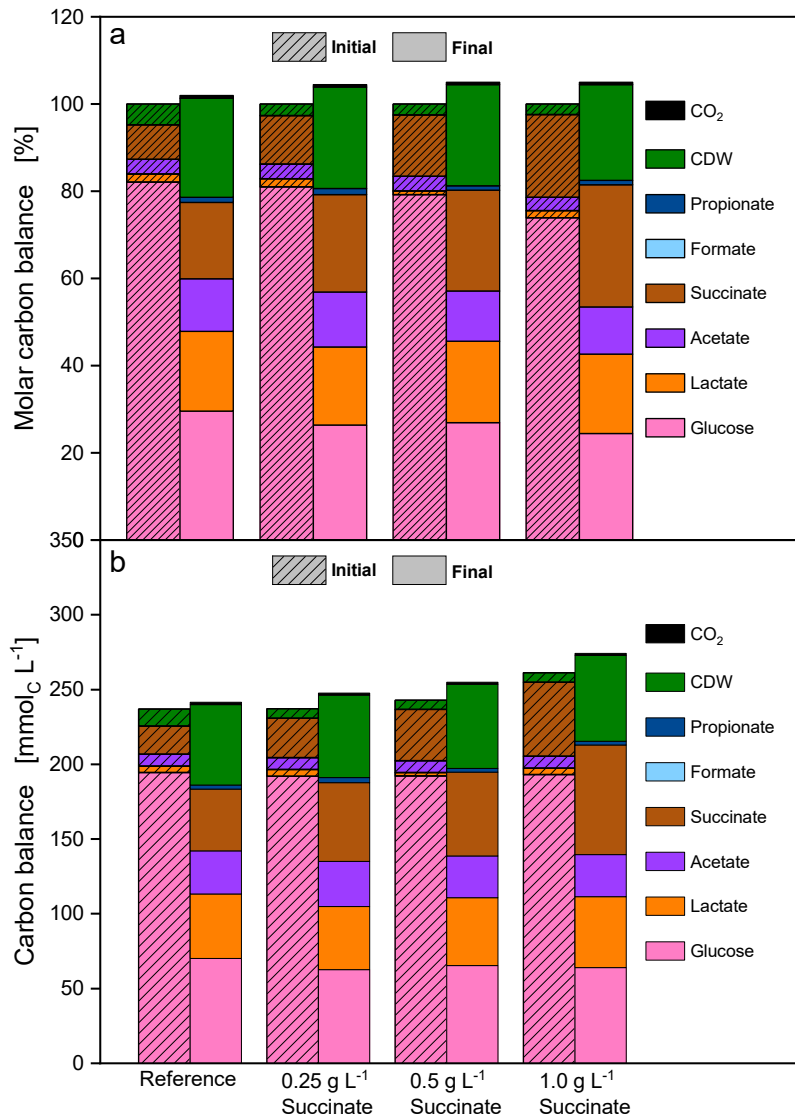 a
Initial
Final
Molar carbon balance [%]
120
100
80
60
40
20
0
CO₂
CDW
Propionate
Formate
Succinate
Acetate
Lactate
Glucose
b
Initial
Final
Carbon balance [mmol_C L⁻¹]
350
300
250
200
150
100
50
0
CO₂
CDW
Propionate
Formate
Succinate
Acetate
Lactate
Glucose
Reference
0.25 g L⁻¹
Succinate
0.5 g L⁻¹
Succinate
1.0 g L⁻¹
Succinate